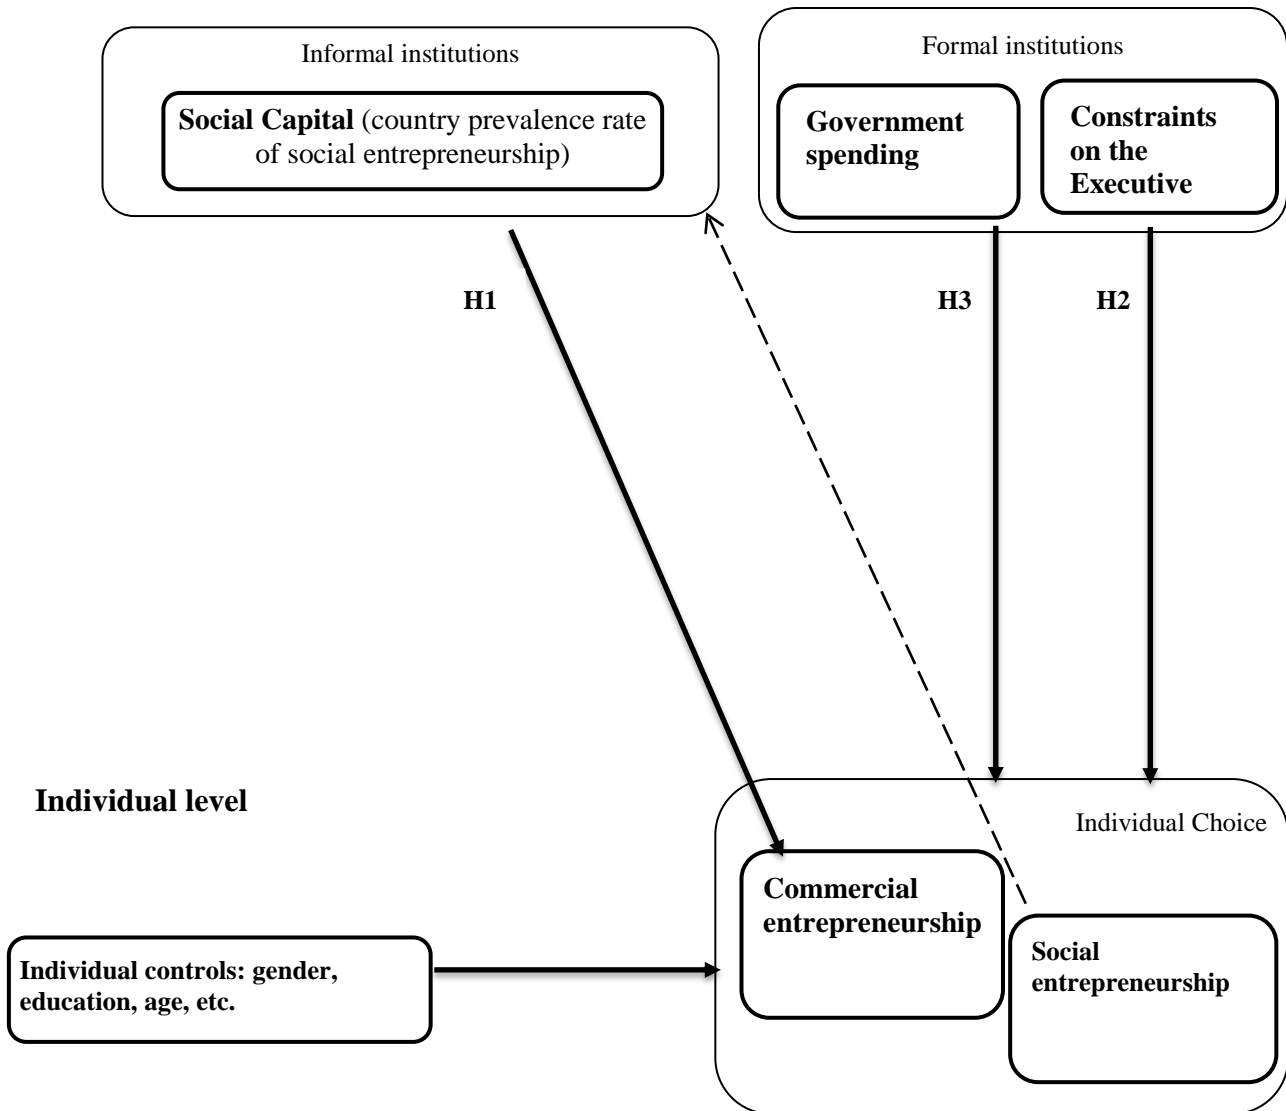 Informal institutions
Social Capital (country prevalence rate
of social entrepreneurship)
Formal institutions
Government
spending
Constraints
on the
Executive
H1
H3
H2
Individual level
Individual Choice
Commercial
entrepreneurship
Social
entrepreneurship
Individual controls: gender,
education, age, etc.